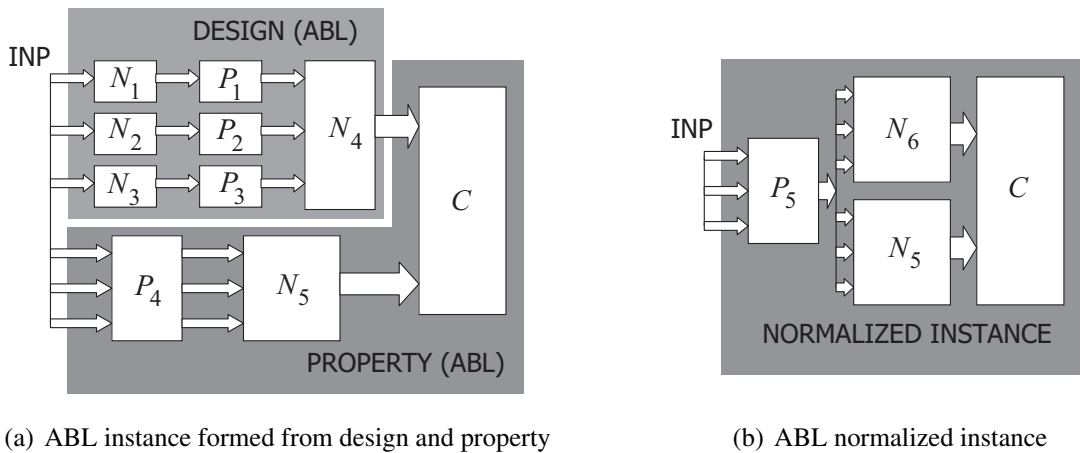 DESIGN (ABL)
INP
N1
P1
N2
P2
N4
N3
P3
C
P4
N5
PROPERTY (ABL)
(a) ABL instance formed from design and property
INP
P5
N6
N5
C
NORMALIZED INSTANCE
(b) ABL normalized instance